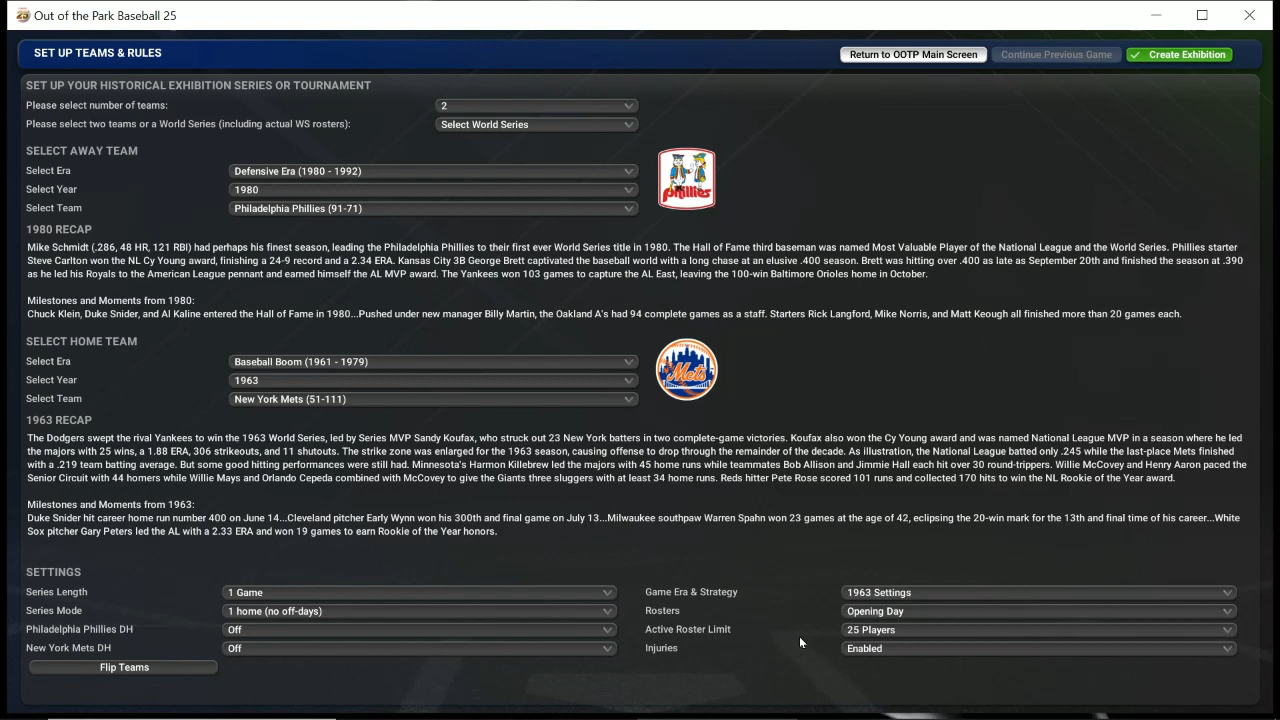 Out of the Park Baseball 25
SET UP TEAMS & RULES
Return to OOTP Main Screen
Continue Previous Game
Create Exhibition
SET UP YOUR HISTORICAL EXHIBITION SERIES OR TOURNAMENT
Please select number of teams: 2
Please select two teams or a World Series (including actual WS rosters): Select World Series
SELECT AWAY TEAM
Select Era Defensive Era (1980 - 1992)
Select Year 1980
Select Team Philadelphia Phillies (91-71)
phillies
1980 RECAP
Mike Schmidt (.286, 48 HR, 121 RBI) had perhaps his finest season, leading the Philadelphia Phillies to their first ever World Series title in 1980. The Hall of Fame third baseman was named Most Valuable Player of the National League and the World Series. Phillies starter
Steve Carlton won the NL Cy Young award, finishing a 24-9 record and a 2.34 ERA. Kansas City 3B George Brett captivated the baseball world with a long chase at an elusive .400 season. Brett was hitting over .400 as late as September 20th and finished the season at .390
as he led his Royals to the American League pennant and earned himself the AL MVP award. The Yankees won 103 games to capture the AL East, leaving the 100-win Baltimore Orioles home in October.
Milestones and Moments from 1980:
Chuck Klein, Duke Snider, and Al Kaline entered the Hall of Fame in 1980...Pushed under new manager Billy Martin, the Oakland A's had 94 complete games as a staff. Starters Rick Langford, Mike Norris, and Matt Keough all finished more than 20 games each.
SELECT HOME TEAM
Select Era Baseball Boom (1961 - 1979)
Select Year 1963
Select Team New York Mets (51-111)
Mets
1963 RECAP
The Dodgers swept the rival Yankees to win the 1963 World Series, led by Series MVP Sandy Koufax, who struck out 23 New York batters in two complete-game victories. Koufax also won the Cy Young award and was named National League MVP in a season where he led
the majors with 25 wins, a 1.88 ERA, 306 strikeouts, and 11 shutouts. The strike zone was enlarged for the 1963 season, causing offense to drop through the remainder of the decade. As illustration, the National League batted only .245 while the last-place Mets finished
with a .219 team batting average. But some good hitting performances were still had. Minnesota's Harmon Killebrew led the majors with 45 home runs while teammates Bob Allison and Jimmie Hall each hit over 30 round-trippers. Willie McCovey and Henry Aaron paced the
Senior Circuit with 44 homers while Willie Mays and Orlando Cepeda combined with McCovey to give the Giants three sluggers with at least 34 home runs. Reds hitter Pete Rose scored 101 runs and collected 170 hits to win the NL Rookie of the Year award.
Milestones and Moments from 1963:
Duke Snider hit career home run number 400 on June 14...Cleveland pitcher Early Wynn won his 300th and final game on July 13...Milwaukee southpaw Warren Spahn won 23 games at the age of 42, eclipsing the 20-win mark for the 13th and final time of his career...White
Sox pitcher Gary Peters led the AL with a 2.33 ERA and won 19 games to earn Rookie of the Year honors.
SETTINGS
Series Length 1 Game Game Era & Strategy 1963 Settings
Series Mode 1 home (no off-days) Rosters Opening Day
Philadelphia Phillies DH Off Active Roster Limit 25 Players
New York Mets DH Off Injuries Enabled
Flip Teams